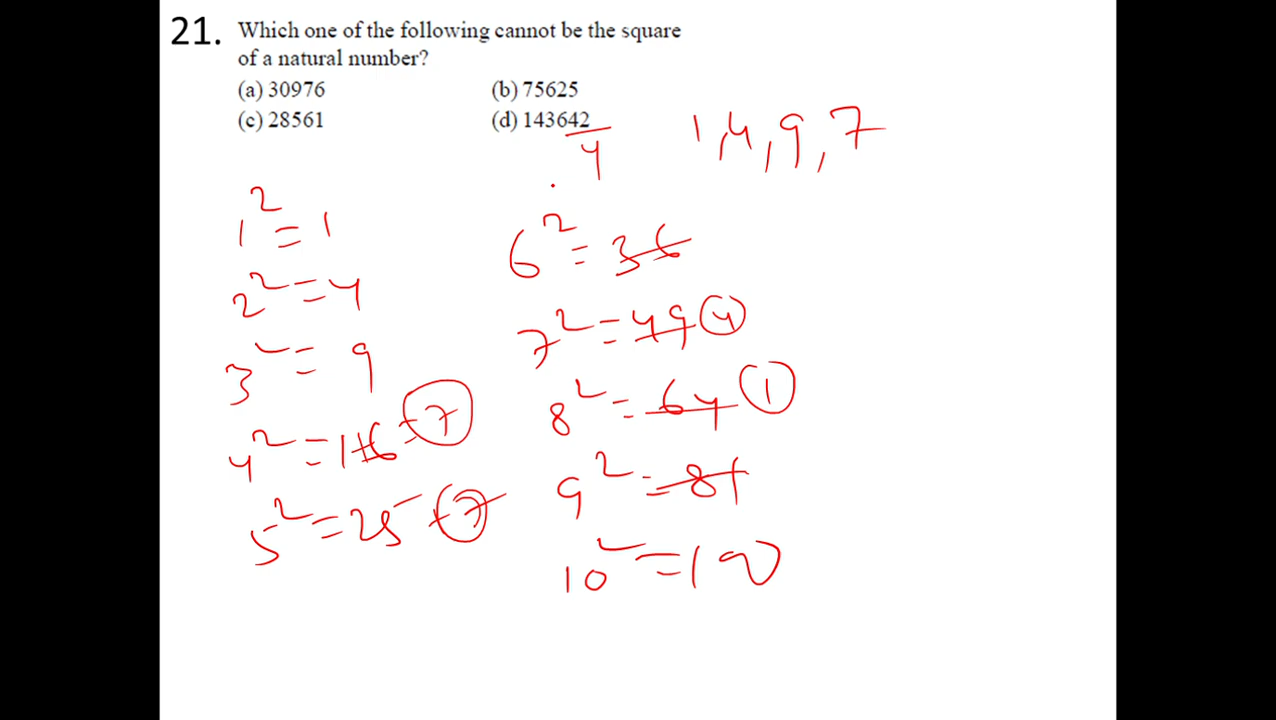 21. Which one of the following cannot be the square
of a natural number?
(a) 30976 (b) 75625
(c) 28561 (d) 143642
4
1, 4, 9, 7
1² = 1
2² = 4
3² = 9
4² = 16 = 7
5² = 25 7
6² = 36
7² = 49 4
8² = 64 1
9² = 81
10² = 100